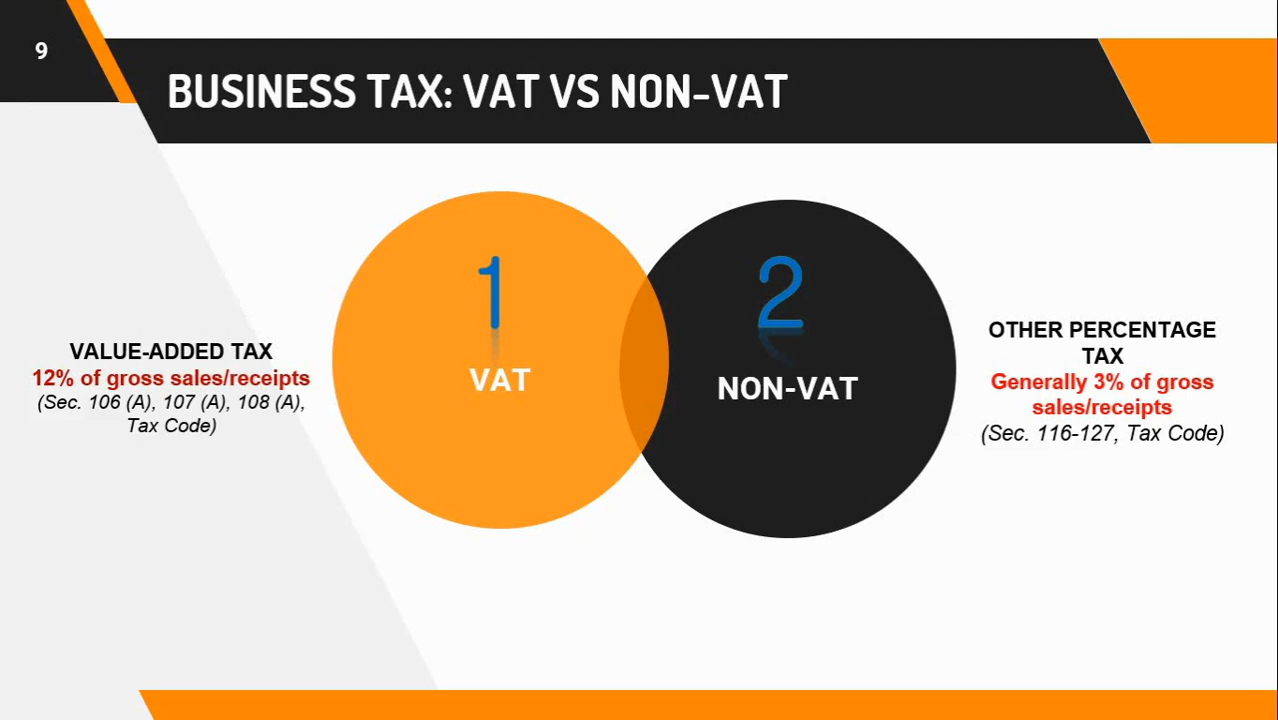 9
BUSINESS TAX: VAT VS NON-VAT
1
VAT
2
NON-VAT
VALUE-ADDED TAX
12% of gross sales/receipts
(Sec. 106 (A), 107 (A), 108 (A),
Tax Code)
OTHER PERCENTAGE
TAX
Generally 3% of gross
sales/receipts
(Sec. 116-127, Tax Code)